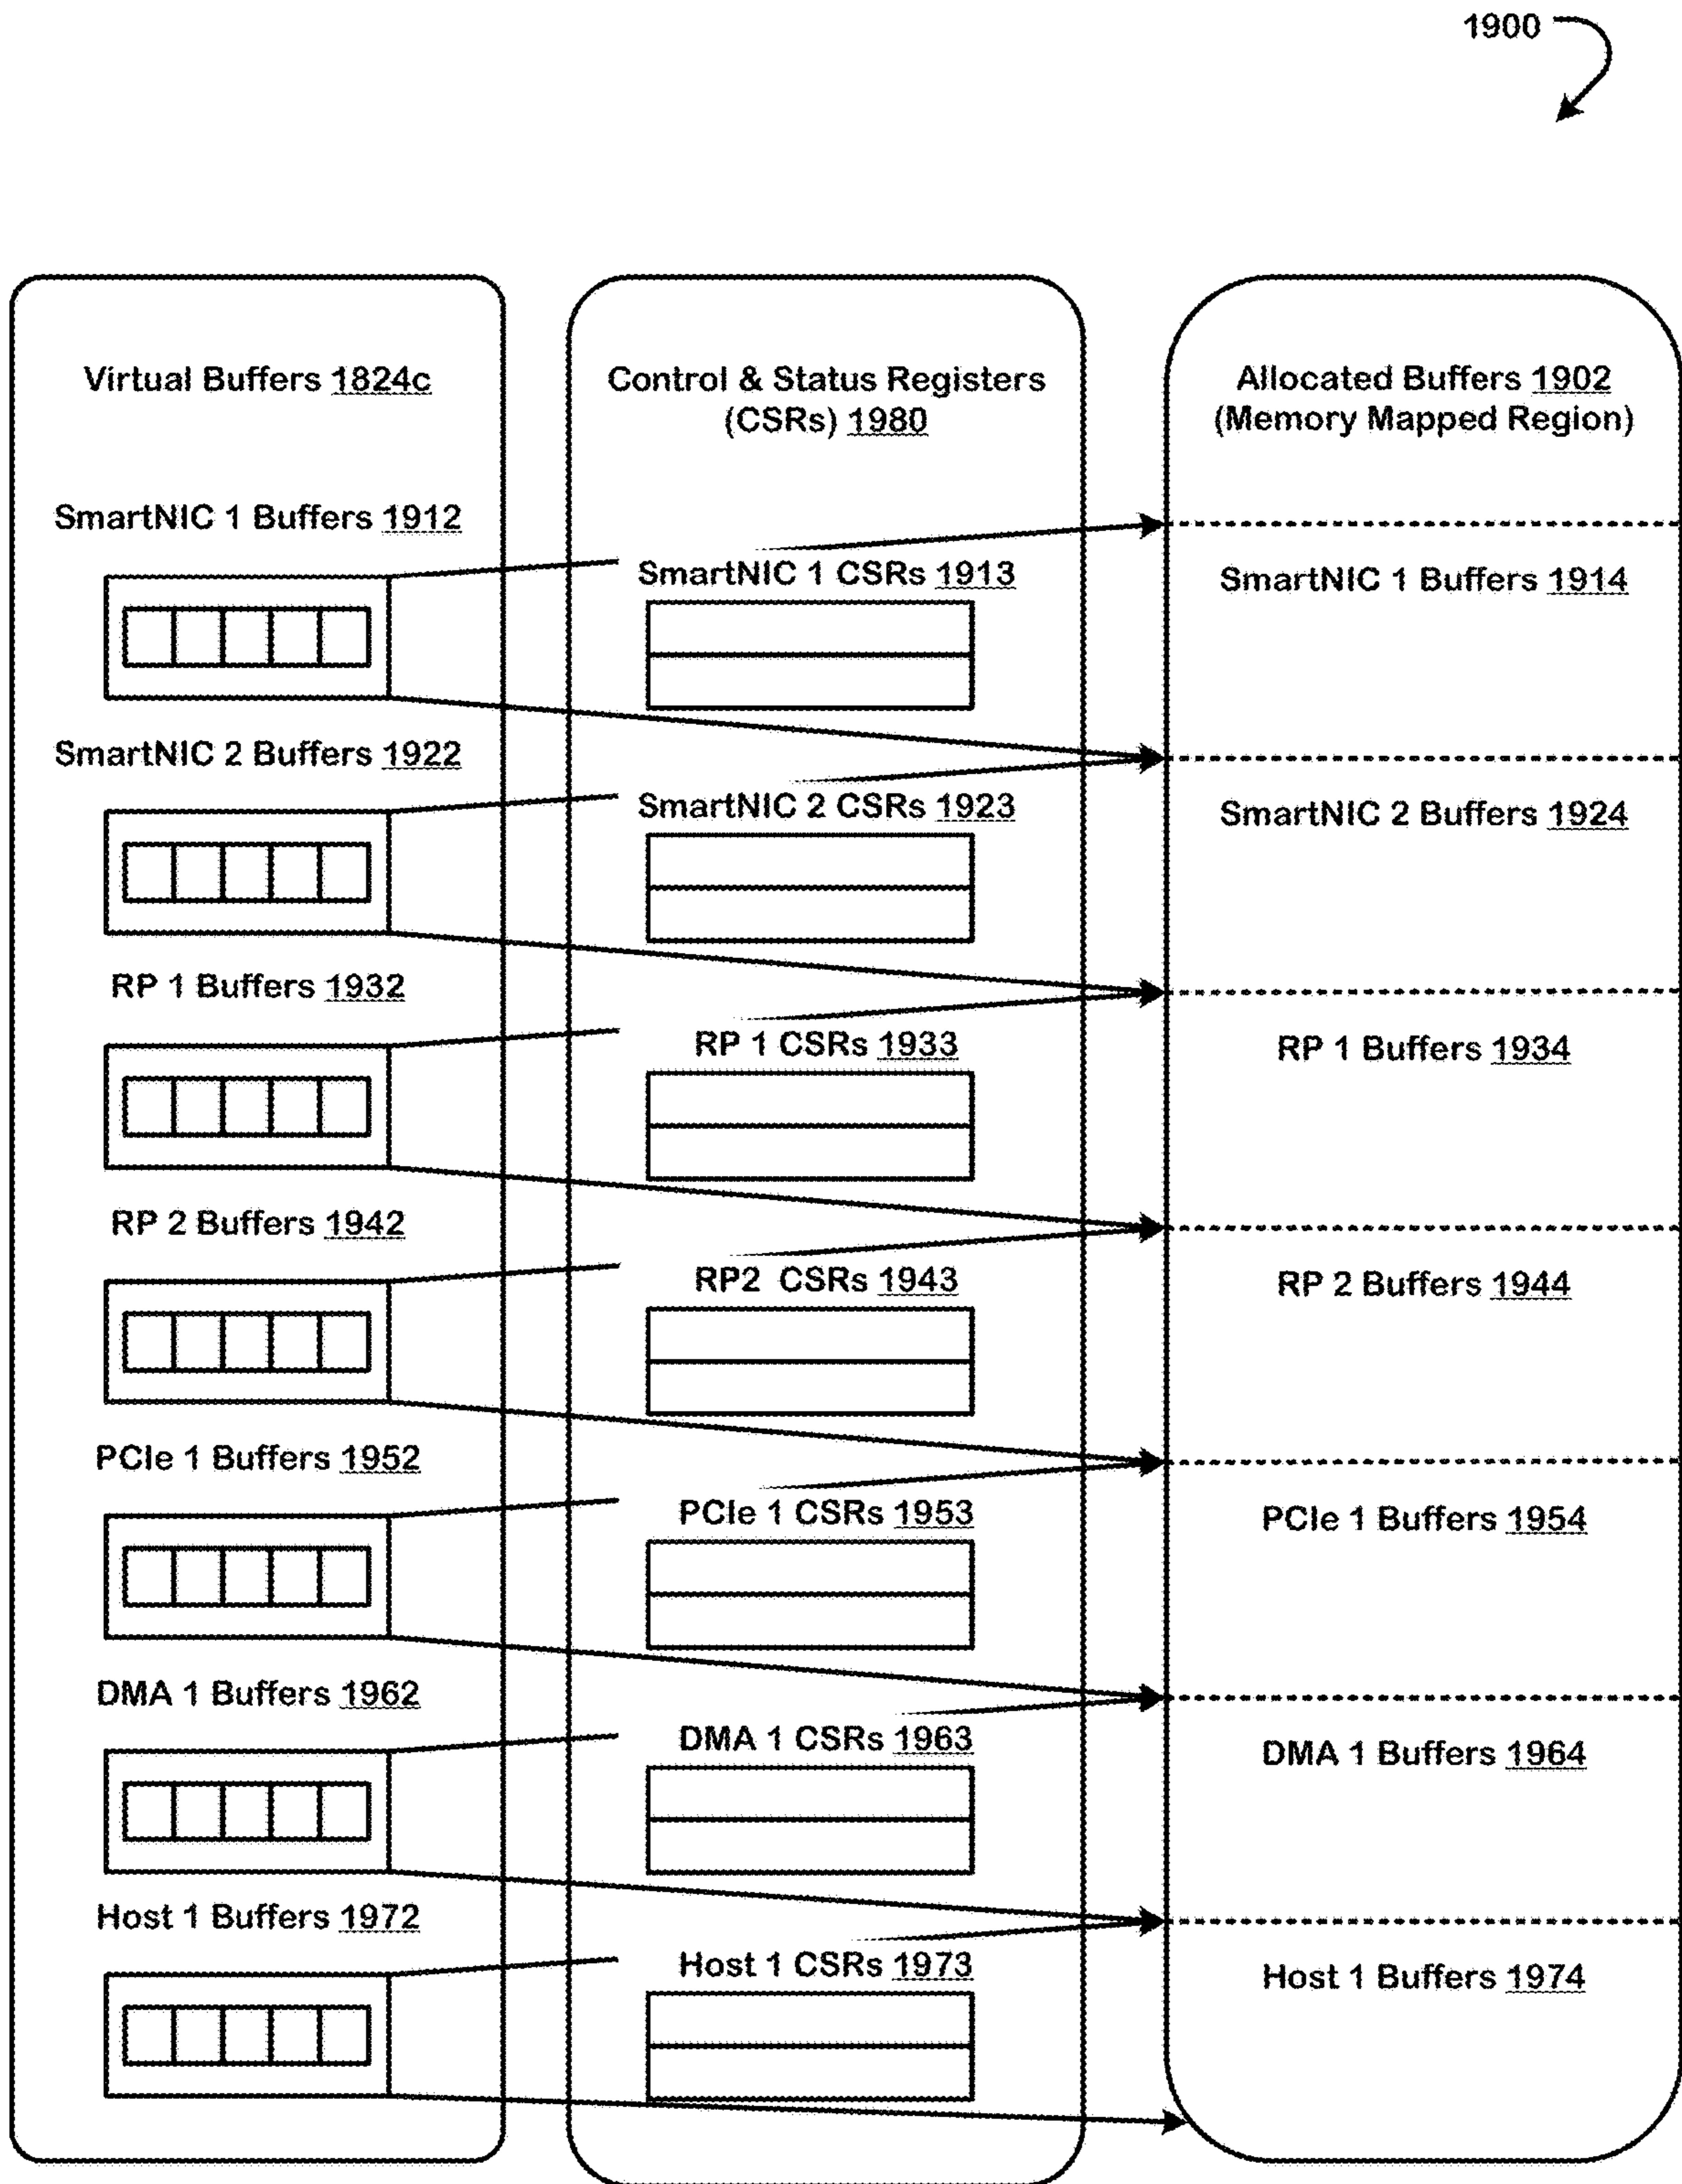 1900
Virtual Buffers 1824c
SmartNIC 1 Buffers 1912
SmartNIC 2 Buffers 1922
RP 1 Buffers 1932
RP 2 Buffers 1942
PCIe 1 Buffers 1952
DMA 1 Buffers 1962
Host 1 Buffers 1972
Control & Status Registers
(CSRs) 1980
SmartNIC 1 CSRs 1913
SmartNIC 2 CSRs 1923
RP 1 CSRs 1933
RP2 CSRs 1943
PCIe 1 CSRs 1953
DMA 1 CSRs 1963
Host 1 CSRs 1973
Allocated Buffers 1902
(Memory Mapped Region)
SmartNIC 1 Buffers 1914
SmartNIC 2 Buffers 1924
RP 1 Buffers 1934
RP 2 Buffers 1944
PCIe 1 Buffers 1954
DMA 1 Buffers 1964
Host 1 Buffers 1974